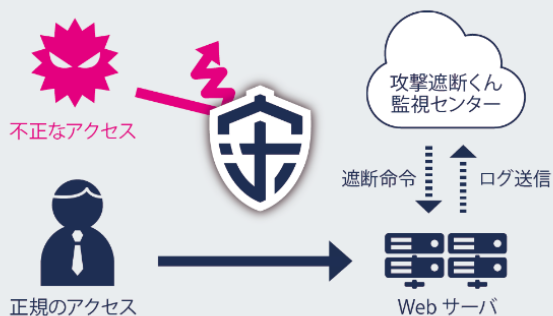 不正なアクセス
攻撃遮断くん
監視センター
遮断命令
ログ送信
正規のアクセス
Web サーバ